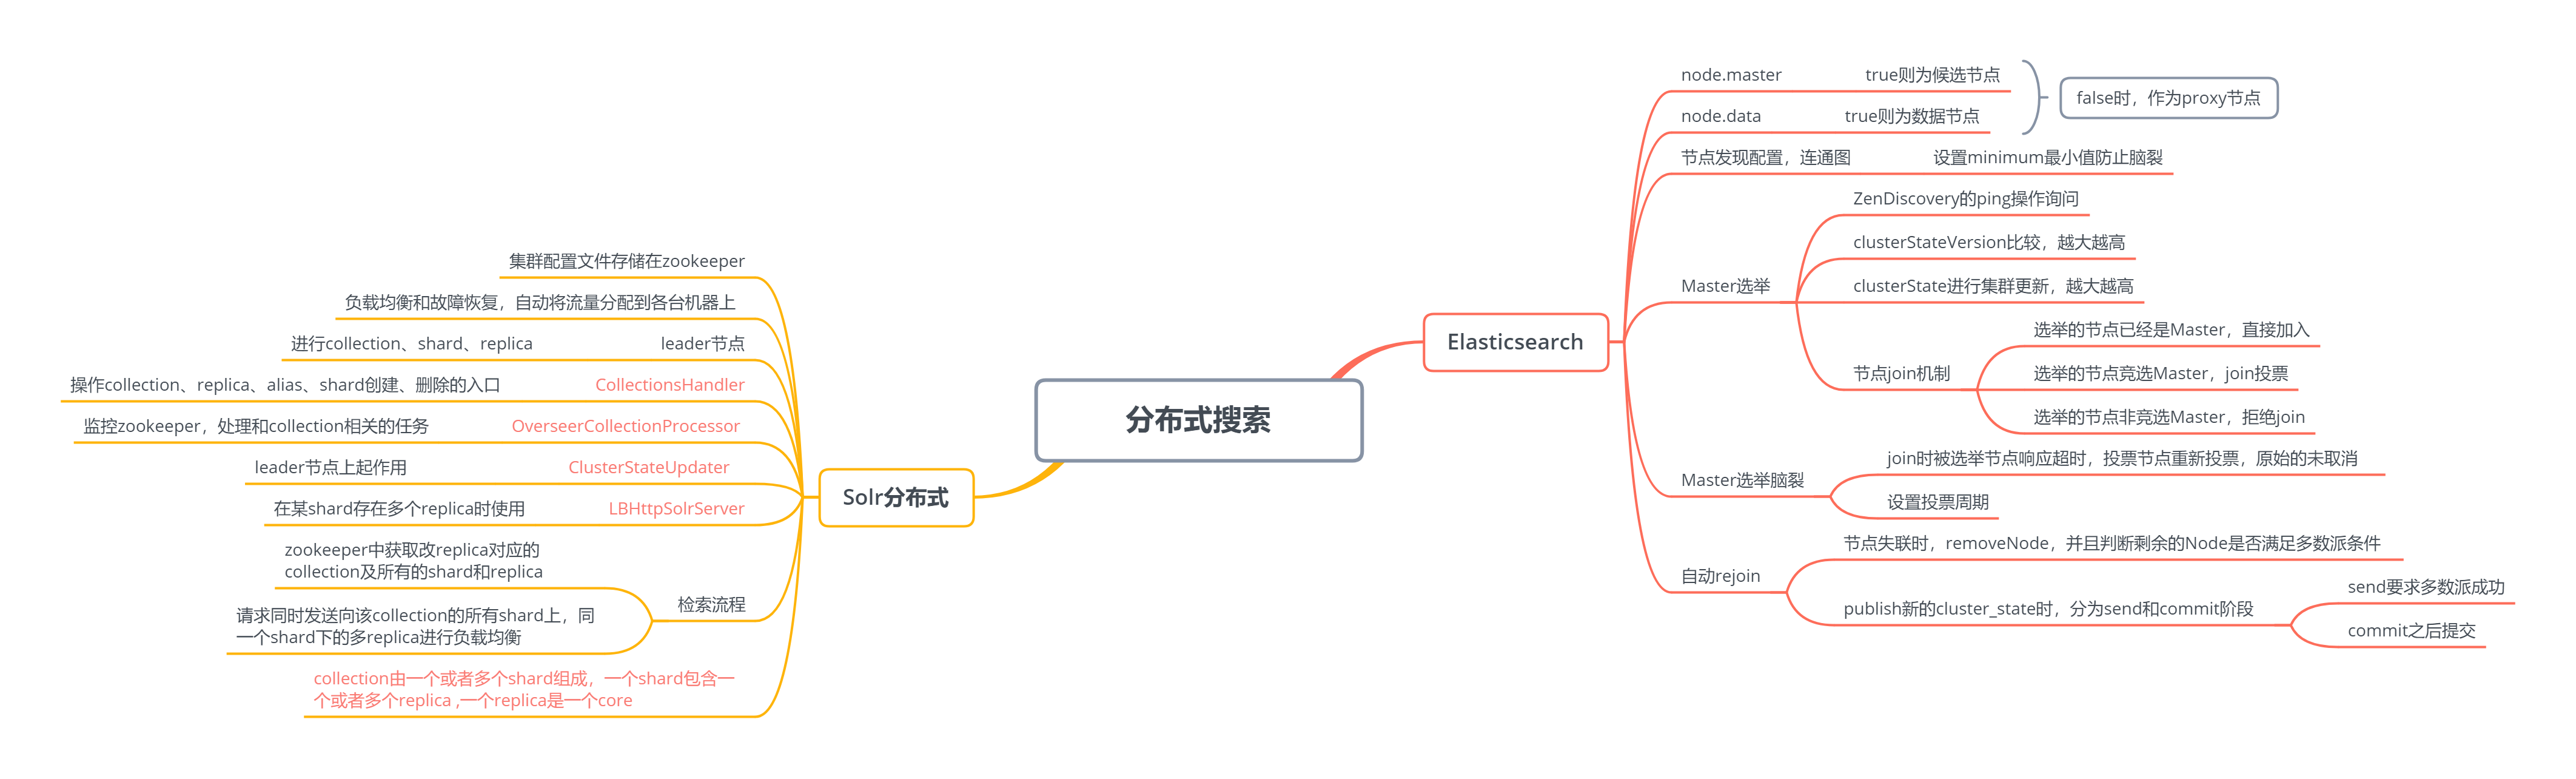 分布式搜索
Elasticsearch
node.master
true则为候选节点
node.data
true则为数据节点
false时，作为proxy节点
节点发现配置，连通图
设置minimum最小值防止脑裂
Master选举
ZenDiscovery的ping操作询问
clusterStateVersion比较，越大越高
clusterState进行集群更新，越大越高
节点join机制
选举的节点已经是Master，直接加入
选举的节点竞选Master，join投票
选举的节点非竞选Master，拒绝join
Master选举脑裂
join时被选举节点响应超时，投票节点重新投票，原始的未取消
设置投票周期
自动rejoin
节点失联时，removeNode，并且判断剩余的Node是否满足多数派条件
publish新的cluster_state时，分为send和commit阶段
send要求多数派成功
commit之后提交
Solr分布式
集群配置文件存储在zookeeper
负载均衡和故障恢复，自动将流量分配到各台机器上
leader节点
进行collection、shard、replica
CollectionsHandler
操作collection、replica、alias、shard创建、删除的入口
OverseerCollectionProcessor
监控zookeeper，处理和collection相关的任务
ClusterStateUpdater
leader节点上起作用
LBHttpSolrServer
在某shard存在多个replica时使用
检索流程
zookeeper中获取改replica对应的
collection及所有的shard和replica
请求同时发送向该collection的所有shard上，同
一个shard下的多replica进行负载均衡
collection由一个或者多个shard组成，一个shard包含一
个或者多个replica ,一个replica是一个core